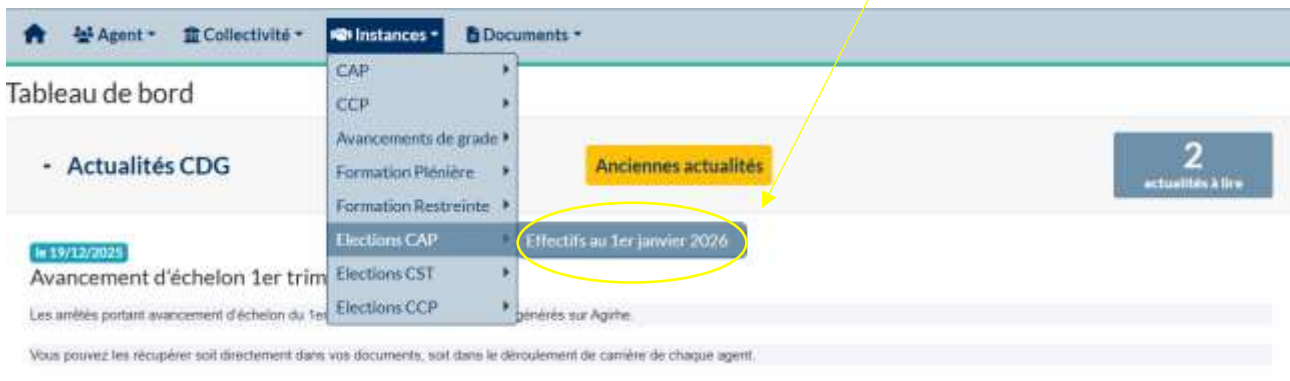 Agent
Collectivité
Instances
Documents
CAP
CCP
Avancements de grade
Formation Plénière
Formation Restreinte
Elections CAP
Elections CST
Elections CCP
Effectifs au 1er janvier 2026
Tableau de bord
- Actualités CDG
Anciennes actualités
2
actualités à lire
le 19/12/2025
Avancement d'échelon 1er trim
Les arrêtés portant avancement d'échelon du 1er générés sur Agirhe.
Vous pouvez les récupérer soit directement dans vos documents, soit dans le déroulement de carrière de chaque agent.